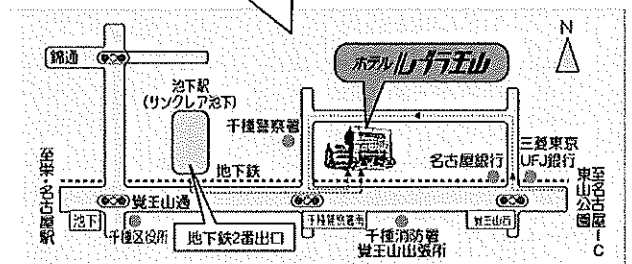 N
錦通
ホテル ルブラ王山
池下駅
(サンクレア池下)
千種警察署
三菱東京
UFJ銀行
名古屋銀行
地下鉄
至栄・名古屋駅
至名古屋IC
東山公園
覚王山通
池下
千種区役所
地下鉄2番出口
千種警察署南
千種消防署
覚王山出張所
覚王山西